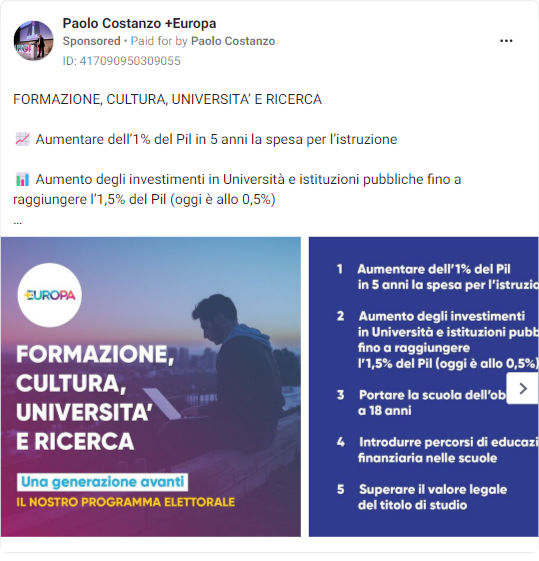 Paolo Costanzo +Europa
Sponsored • Paid for by Paolo Costanzo
ID: 417090950309055
FORMAZIONE, CULTURA, UNIVERSITA’ E RICERCA
📈 Aumentare dell’1% del Pil in 5 anni la spesa per l’istruzione
📊 Aumento degli investimenti in Università e istituzioni pubbliche fino a
raggiungere l’1,5% del Pil (oggi è allo 0,5%)
...
+EUROPA
FORMAZIONE,
CULTURA,
UNIVERSITA’
E RICERCA
Una generazione avanti
IL NOSTRO PROGRAMMA ELETTORALE
1 Aumentare dell’1% del Pil
in 5 anni la spesa per l’istruzio
2 Aumento degli investimenti
in Università e istituzioni pubb
fino a raggiungere
l’1,5% del Pil (oggi è allo 0,5%)
3 Portare la scuola dell’ob
a 18 anni
4 Introdurre percorsi di educazi
finanziaria nelle scuole
5 Superare il valore legale
del titolo di studio